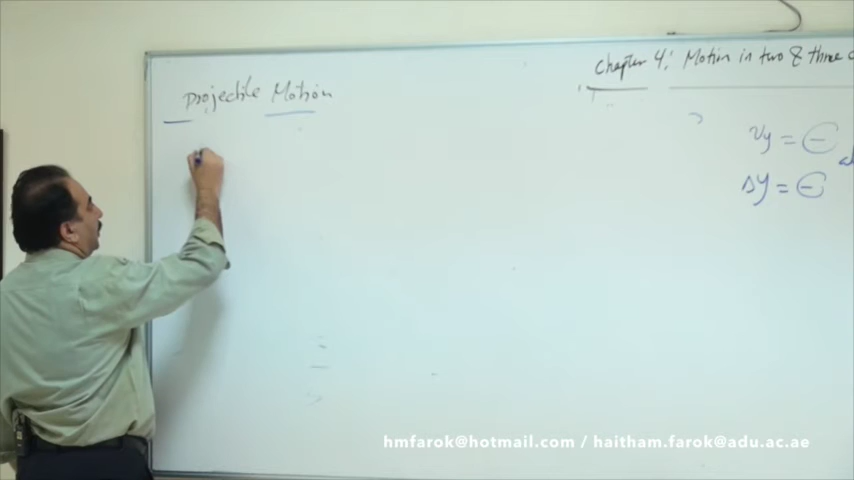 Projectile Motion
Chapter 4: Motion in two & three
Vy = ⊖
Δy = ⊖
hmfarok@hotmail.com / haitham.farok@adu.ac.ae